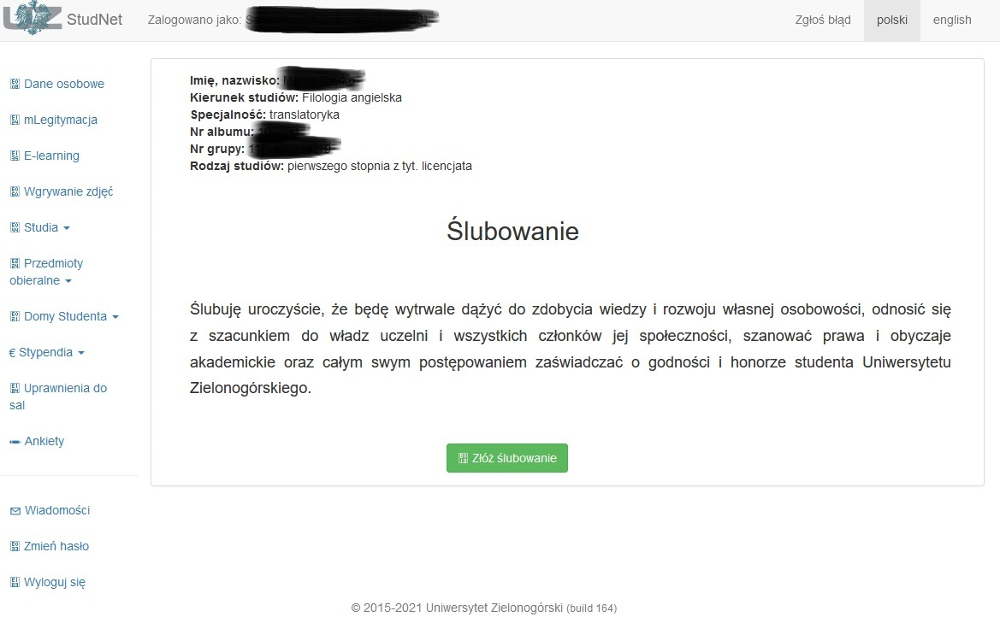 UZ StudNet Zalogowano jako: Zgłoś błąd polski english
Dane osobowe
mLegitymacja
E-learning
Wgrywanie zdjęć
Studia
Przedmioty
obieralne
Domy Studenta
€ Stypendia
Uprawnienia do
sal
Ankiety
Wiadomości
Zmień hasło
Wyloguj się
Imię, nazwisko:
Kierunek studiów: Filologia angielska
Specjalność: translatoryka
Nr albumu:
Nr grupy:
Rodzaj studiów: pierwszego stopnia z tyt. licencjata
Ślubowanie
Ślubuję uroczyście, że będę wytrwale dążyć do zdobycia wiedzy i rozwoju własnej osobowości, odnosić się
z szacunkiem do władz uczelni i wszystkich członków jej społeczności, szanować prawa i obyczaje
akademickie oraz całym swym postępowaniem zaświadczać o godności i honorze studenta Uniwersytetu
Zielonogórskiego.
Złóż ślubowanie
© 2015-2021 Uniwersytet Zielonogórski (build 164)